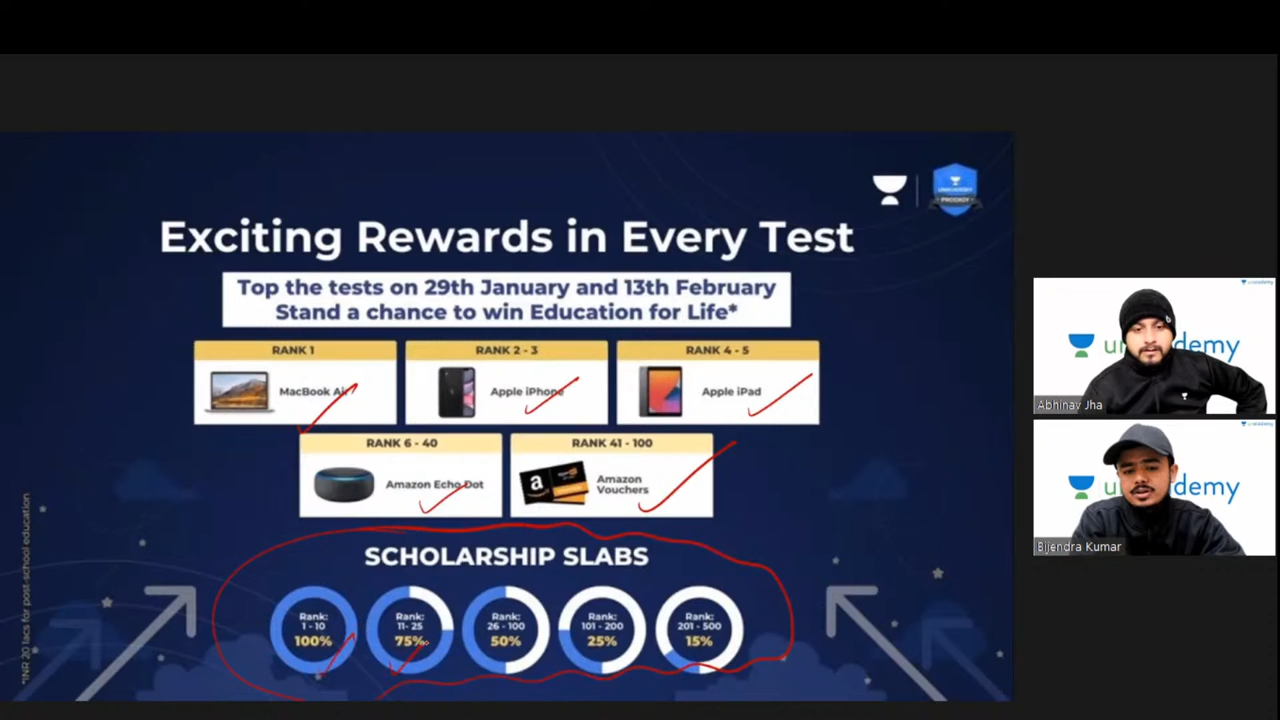 UNACADEMY
PRODIGY
Exciting Rewards in Every Test
Top the tests on 29th January and 13th February
Stand a chance to win Education for Life*
RANK 1
MacBook Air
RANK 2 - 3
Apple iPhone
RANK 4 - 5
Apple iPad
RANK 6 - 40
Amazon Echo Dot
RANK 41 - 100
a
Amazon
Vouchers
SCHOLARSHIP SLABS
Rank:
1 - 10
100%
Rank:
11- 25
75%
Rank:
26 - 100
50%
Rank:
101 - 200
25%
Rank:
201 - 500
15%
*INR 20 lacs for post-school education
unacademy
Abhinav Jha
unacademy
Bijendra Kumar